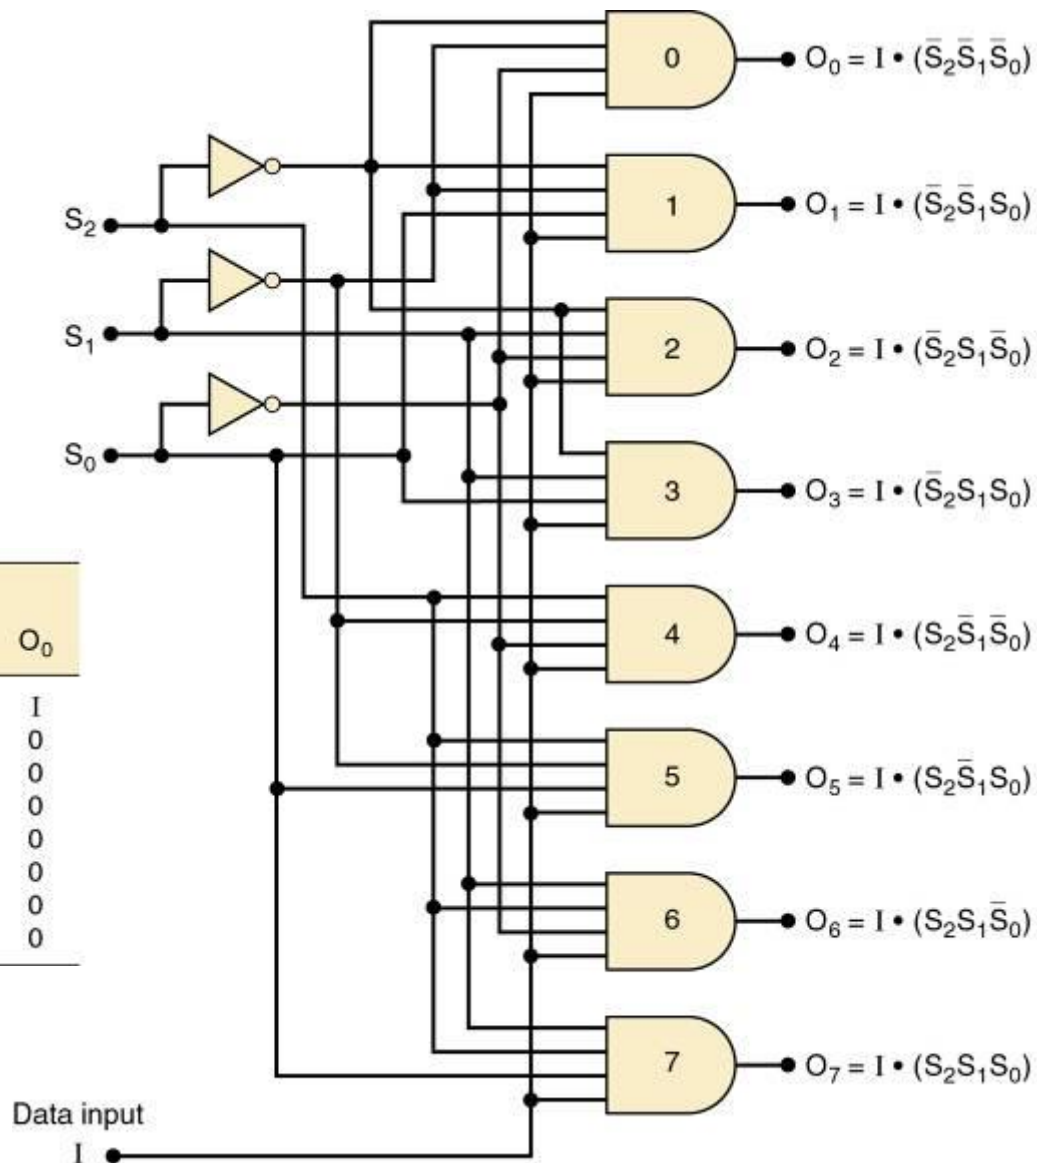 0
O₀ = I • (S̅₂S̅₁S̅₀)
1
O₁ = I • (S̅₂S̅₁S₀)
S₂
2
O₂ = I • (S̅₂S₁S̅₀)
S₁
S₀
3
O₃ = I • (S̅₂S₁S₀)
4
O₄ = I • (S₂S̅₁S̅₀)
O₀
I
0
0
0
0
0
0
0
5
O₅ = I • (S₂S̅₁S₀)
6
O₆ = I • (S₂S₁S̅₀)
7
O₇ = I • (S₂S₁S₀)
Data input
I